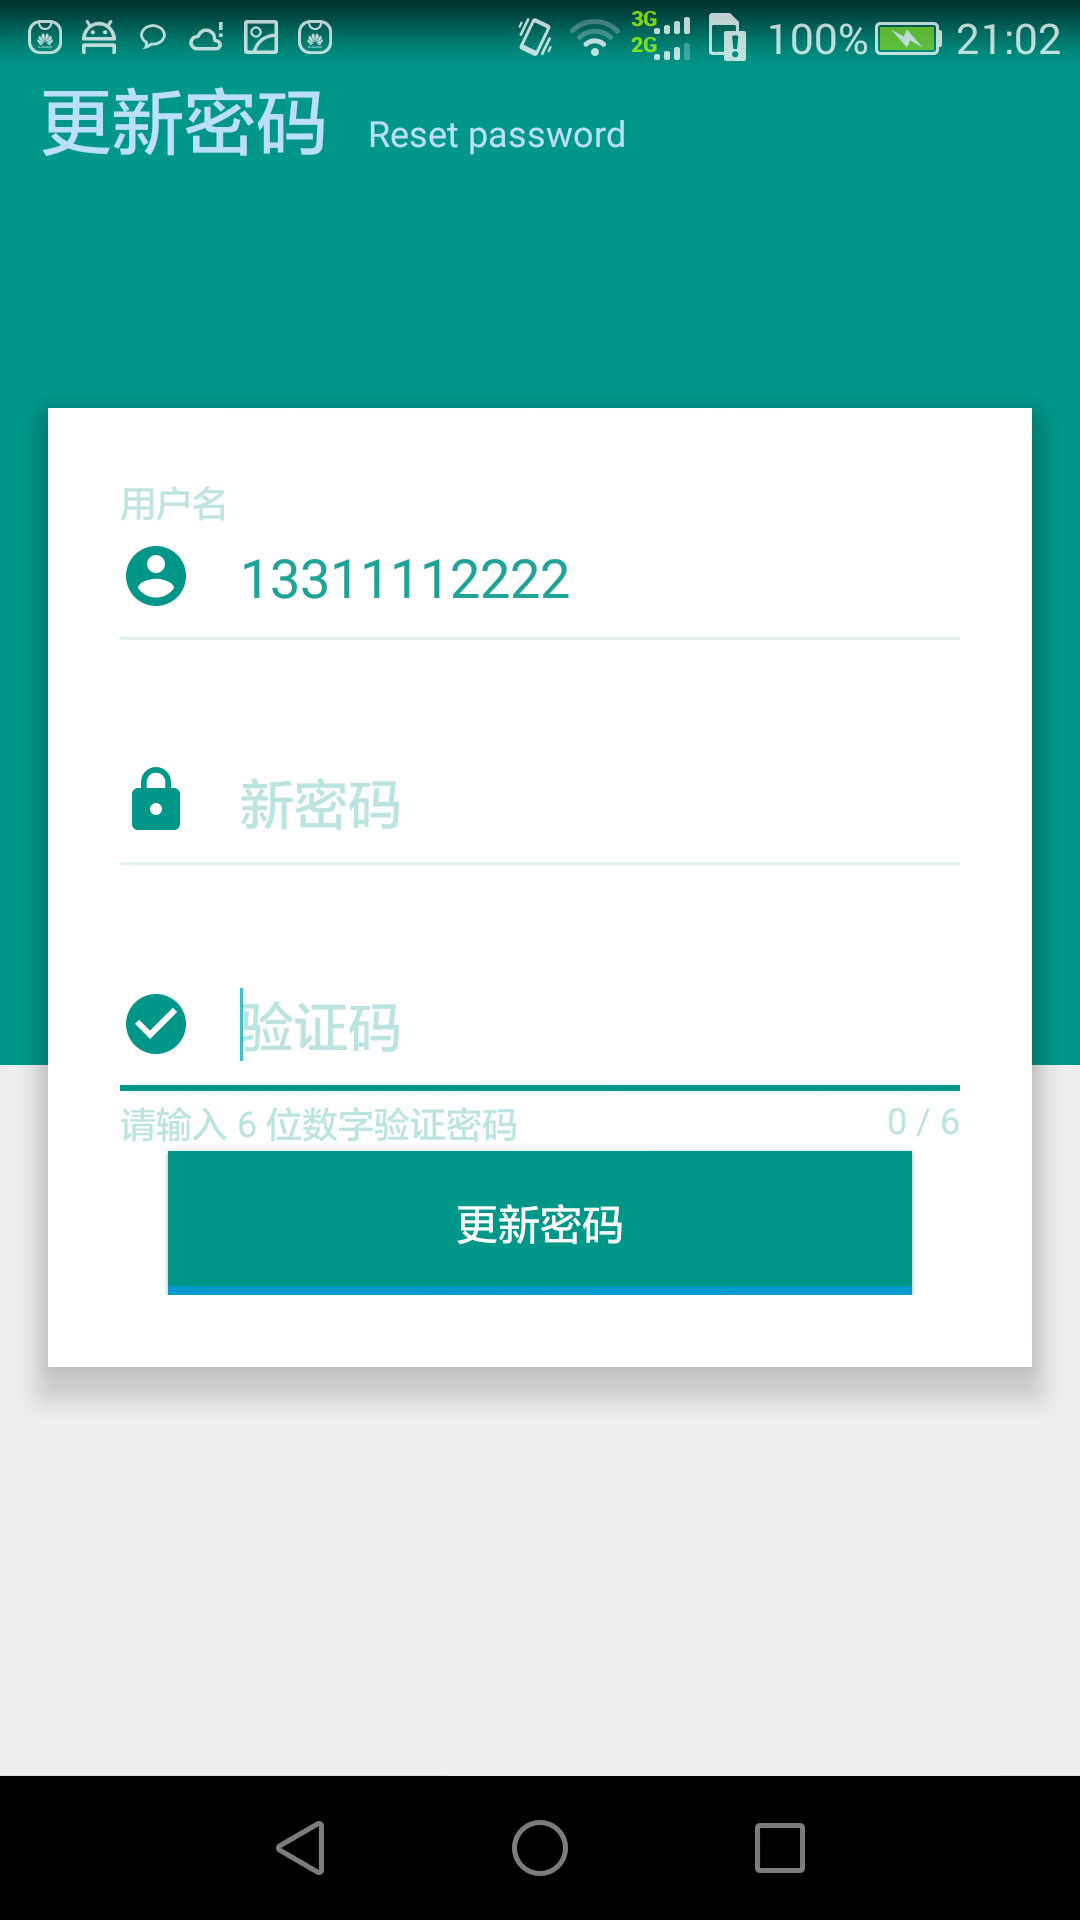 3G
2G
100%
21:02
更新密码 Reset password
用户名
13311112222
新密码
验证码
请输入 6 位数字验证密码
0 / 6
更新密码